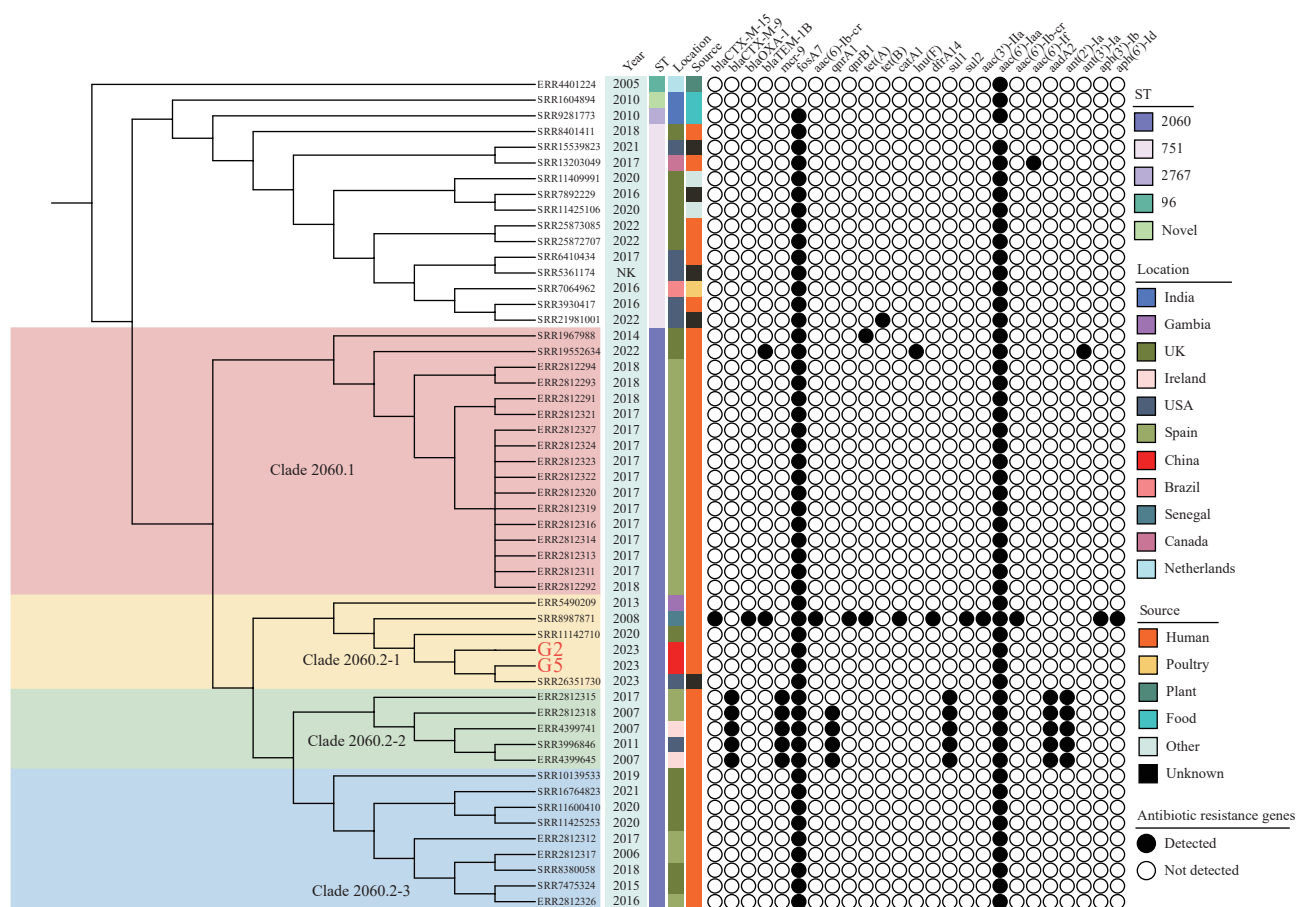 Year
ST
Location
Source
blaCTX-M-15
blaCTX-M-9
blaOXA-1
blaTEM-1B
mcr-9
fosA7
aac(6)-Ib-cr
qnrA1
qnrB1
tet(A)
tet(B)
catA1
lnu(F)
dfrA14
sul1
sul2
aac(3')-IIa
aac(6')-Iaa
aac(6')-Ib-cr
aac(6')-If
aadA2
ant(2")-Ia
ant(3')-Ia
aph(3')-Ib
aph(6')-Id
ERR4401224 2005
SRR1604894 2010
SRR9281773 2010
SRR8401411 2018
SRR15539823 2021
SRR13203049 2017
SRR11409991 2020
SRR7892229 2016
SRR11425106 2020
SRR25873085 2022
SRR25872707 2022
SRR6410434 2017
SRR5361174 NK
SRR7064962 2016
SRR3930417 2016
SRR21981001 2022
SRR1967988 2014
SRR19552634 2022
ERR2812294 2018
ERR2812293 2018
ERR2812291 2018
ERR2812321 2017
ERR2812327 2017
ERR2812324 2017
ERR2812323 2017
Clade 2060.1
ERR2812322 2017
ERR2812320 2017
ERR2812319 2017
ERR2812316 2017
ERR2812314 2017
ERR2812313 2017
ERR2812311 2017
ERR2812292 2018
ERR5490209 2013
SRR8987871 2008
SRR11142710 2020
G2 2023
Clade 2060.2-1
G5 2023
SRR26351730 2023
ERR2812315 2017
ERR2812318 2007
ERR4399741 2007
Clade 2060.2-2
SRR3996846 2011
ERR4399645 2007
SRR10139533 2019
SRR16764823 2021
SRR11600410 2020
SRR11425253 2020
ERR2812312 2017
ERR2812317 2006
SRR8380058 2018
Clade 2060.2-3
SRR7475324 2015
ERR2812326 2016
ST
2060
751
2767
96
Novel
Location
India
Gambia
UK
Ireland
USA
Spain
China
Brazil
Senegal
Canada
Netherlands
Source
Human
Poultry
Plant
Food
Other
Unknown
Antibiotic resistance genes
Detected
Not detected